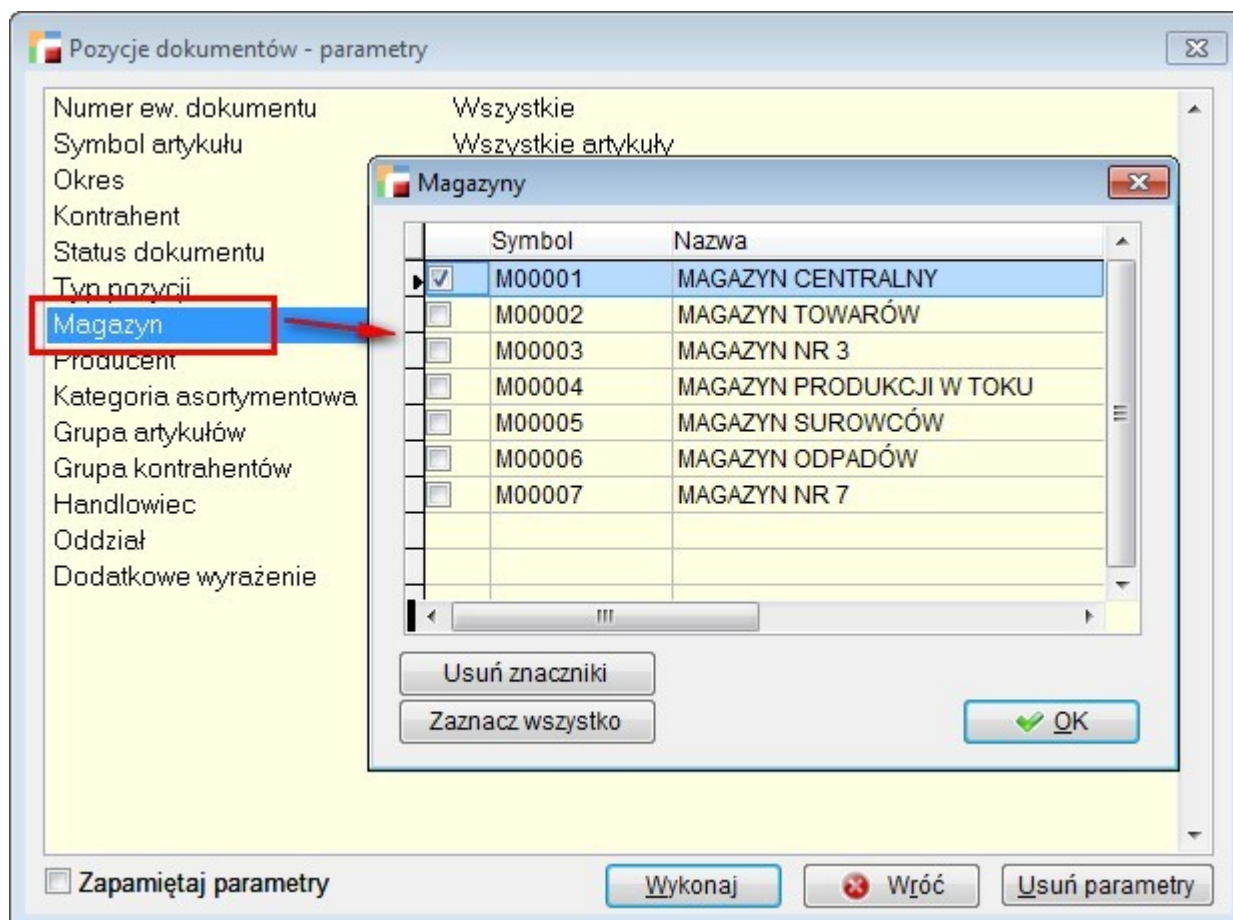 Pozycje dokumentów - parametry
Numer ew. dokumentu Wszystkie
Symbol artykułu Wszystkie artykuły
Okres
Kontrahent
Status dokumentu
Typ pozycji
Magazyn
Producent
Kategoria asortymentowa
Grupa artykułów
Grupa kontrahentów
Handlowiec
Oddział
Dodatkowe wyrażenie
Magazyny
Symbol Nazwa
M00001 MAGAZYN CENTRALNY
M00002 MAGAZYN TOWARÓW
M00003 MAGAZYN NR 3
M00004 MAGAZYN PRODUKCJI W TOKU
M00005 MAGAZYN SUROWCÓW
M00006 MAGAZYN ODPADÓW
M00007 MAGAZYN NR 7
Usuń znaczniki
Zaznacz wszystko OK
Zapamiętaj parametry Wykonaj Wróć Usuń parametry